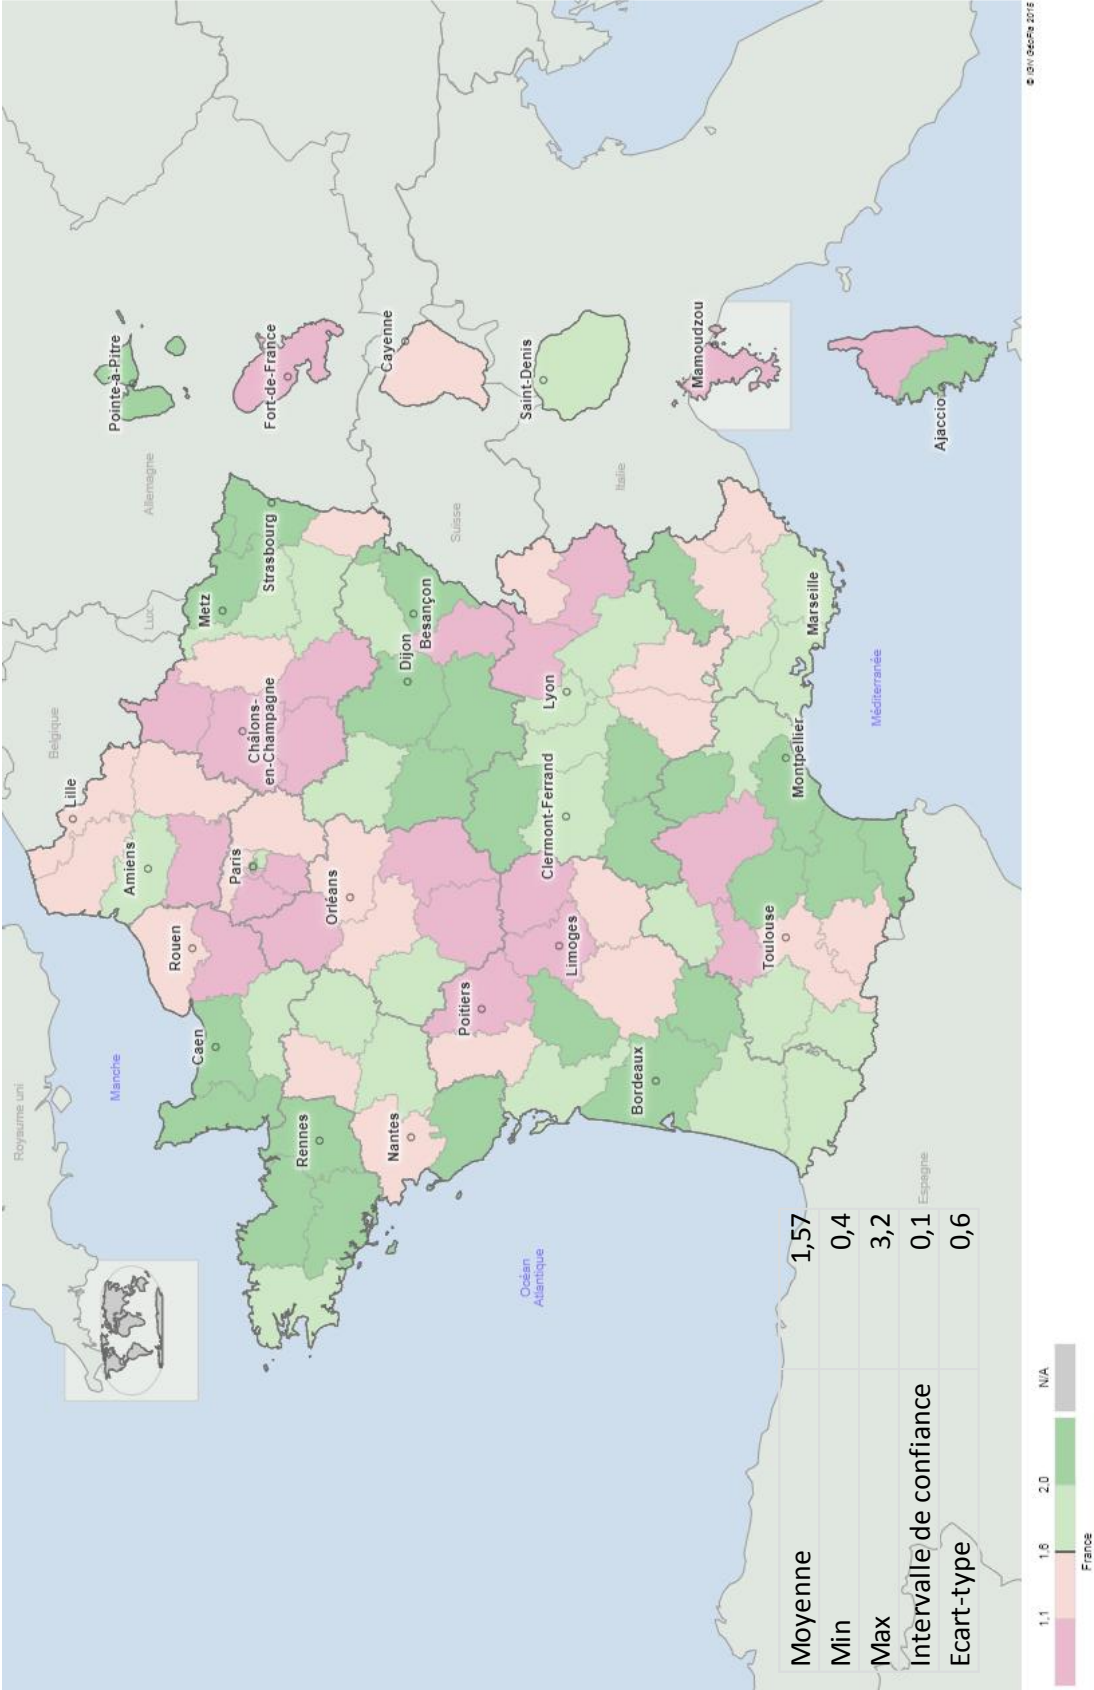 Royaume uni
Manche
Belgique
Lille
Amiens
Rouen
Caen
Paris
Châlons-
en-Champagne
Lux.
Metz
Strasbourg
Allemagne
Rennes
Nantes
Orléans
Dijon
Besançon
Suisse
Poitiers
Limoges
Clermont-Ferrand
Lyon
Italie
Bordeaux
Toulouse
Montpellier
Marseille
Océan
Atlantique
Méditerranée
Espagne
Pointe-à-Pitre
Fort-de-France
Cayenne
Saint-Denis
Mamoudzou
Ajaccio
Moyenne 1,57
Min 0,4
Max 3,2
Intervalle de confiance 0,1
Ecart-type 0,6
1.1 1.6 2.0 N/A
France
© IGN GéoFla 2015